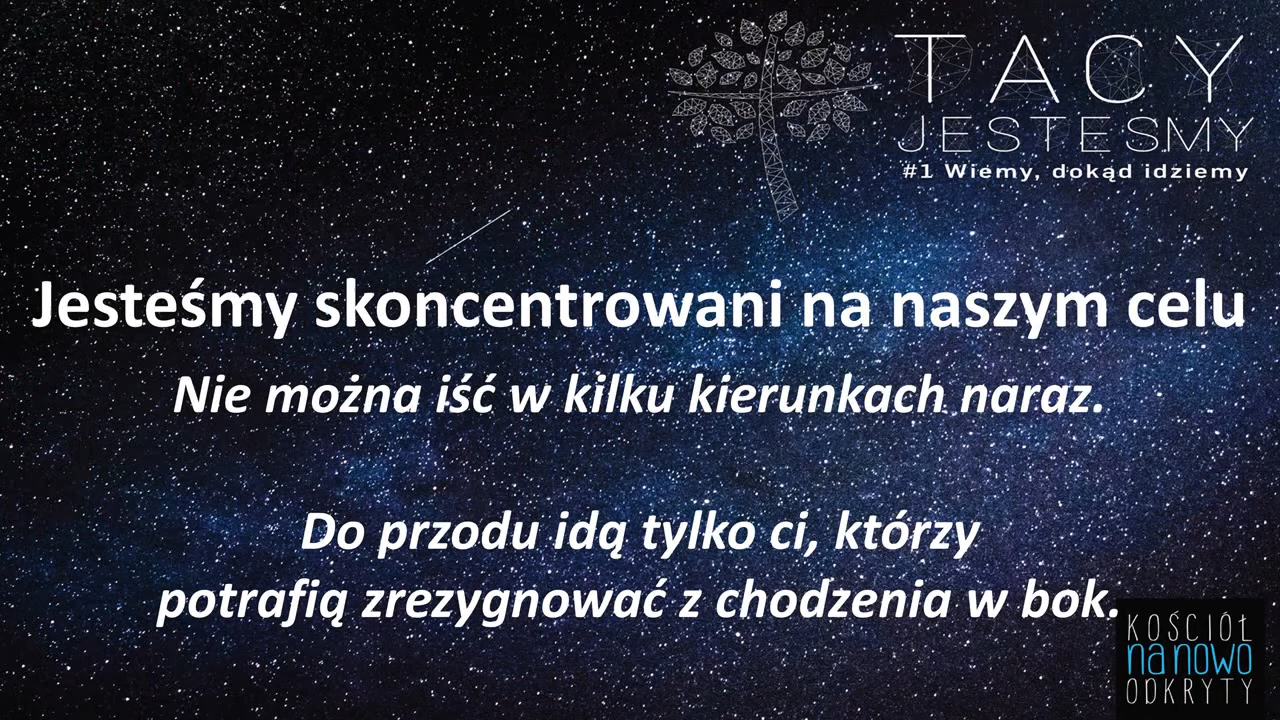 TACY
JESTEŚMY
#1 Wiemy, dokąd idziemy
Jesteśmy skoncentrowani na naszym celu
Nie można iść w kilku kierunkach naraz.
Do przodu idą tylko ci, którzy
potrafią zrezygnować z chodzenia w bok.
KOŚCIÓŁ
na nowo
ODKRYTY